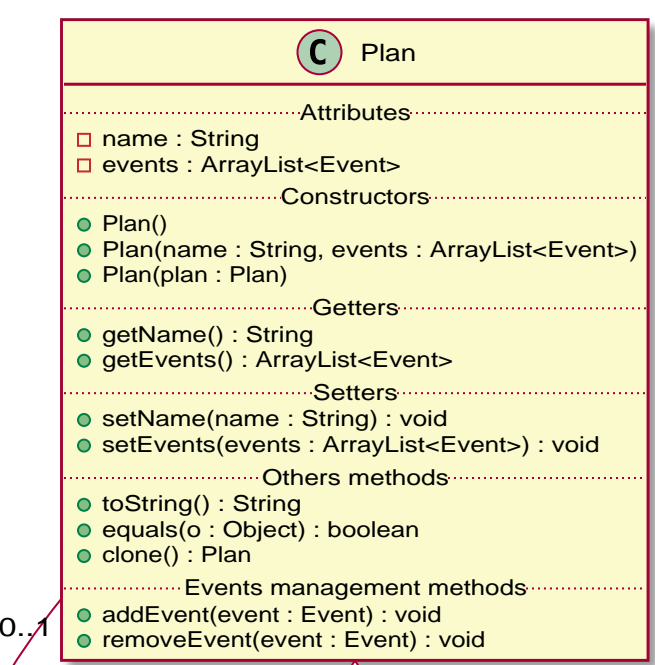 C Plan
Attributes
name : String
events : ArrayList<Event>
Constructors
Plan()
Plan(name : String, events : ArrayList<Event>)
Plan(plan : Plan)
Getters
getName() : String
getEvents() : ArrayList<Event>
Setters
setName(name : String) : void
setEvents(events : ArrayList<Event>) : void
Others methods
toString() : String
equals(o : Object) : boolean
clone() : Plan
Events management methods
addEvent(event : Event) : void
0..1
removeEvent(event : Event) : void